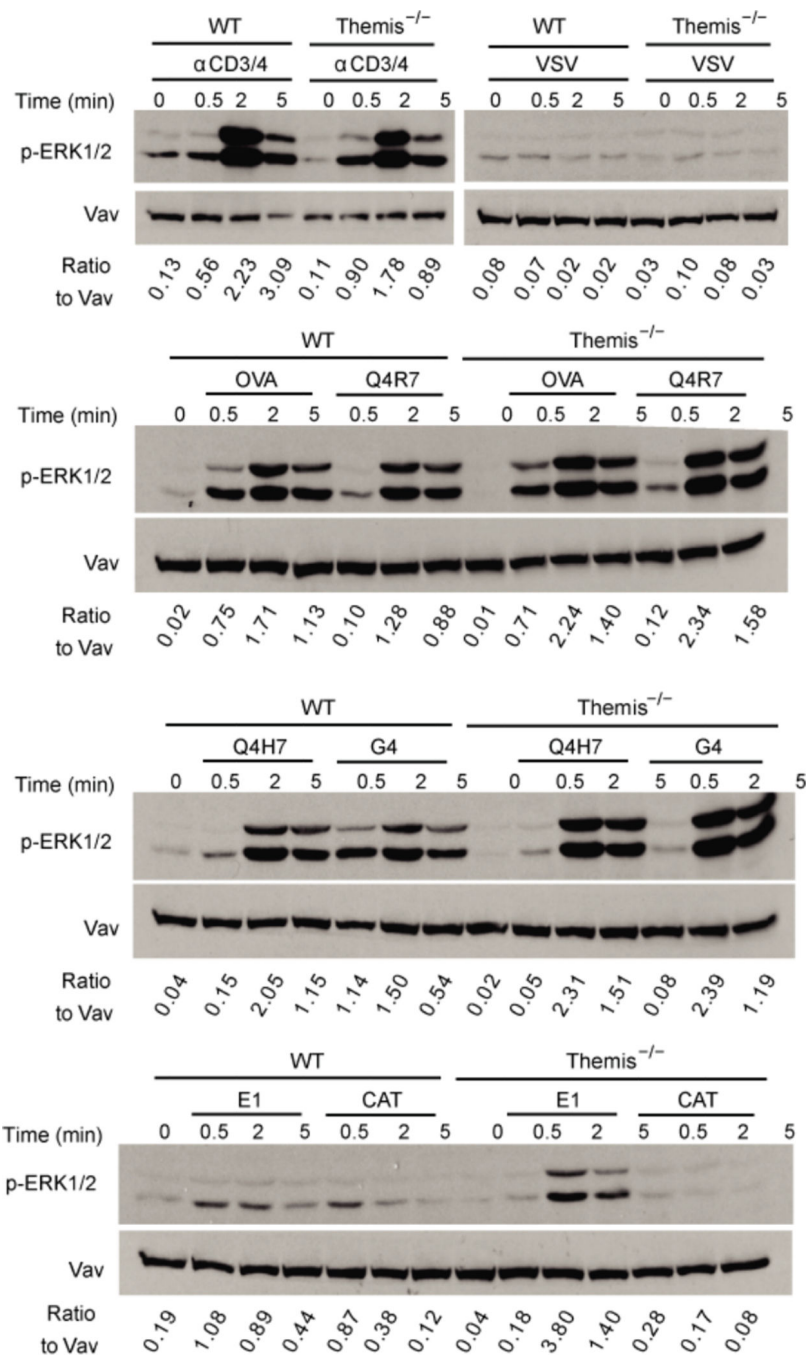 WT Themis−/− WT Themis−/−
αCD3/4 αCD3/4 VSV VSV
Time (min) 0 0.5 2 5 0 0.5 2 5 0 0.5 2 5 0 0.5 2 5
p-ERK1/2
Vav
Ratio to Vav 0.13 0.56 2.23 3.09 0.11 0.90 1.78 0.89 0.08 0.07 0.02 0.02 0.03 0.10 0.08 0.03
WT Themis−/−
OVA Q4R7 OVA Q4R7
Time (min) 0 0.5 2 5 0.5 2 5 0 0.5 2 5 0.5 2 5
p-ERK1/2
Vav
Ratio to Vav 0.02 0.75 1.71 1.13 0.10 1.28 0.88 0.01 0.71 2.24 1.40 0.12 2.34 1.58
WT Themis−/−
Q4H7 G4 Q4H7 G4
Time (min) 0 0.5 2 5 0.5 2 5 0 0.5 2 5 0.5 2 5
p-ERK1/2
Vav
Ratio to Vav 0.04 0.15 2.05 1.15 1.14 1.50 0.54 0.02 0.05 2.31 1.51 0.08 2.39 1.19
WT Themis−/−
E1 CAT E1 CAT
Time (min) 0 0.5 2 5 0.5 2 5 0 0.5 2 5 0.5 2 5
p-ERK1/2
Vav
Ratio to Vav 0.19 1.08 0.89 0.44 0.87 0.38 0.12 0.04 0.18 3.80 1.40 0.28 0.17 0.08